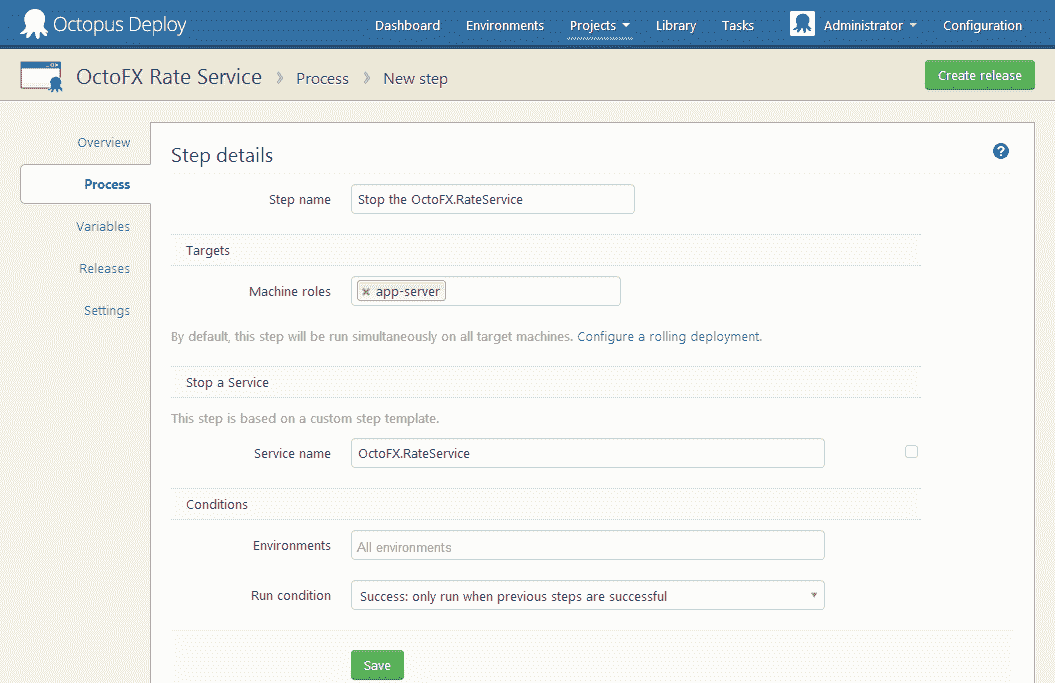 Octopus Deploy
Dashboard Environments Projects Library Tasks Administrator Configuration
OctoFX Rate Service Process New step Create release
Overview
Process
Variables
Releases
Settings
Step details
?
Step name Stop the OctoFX.RateService
Targets
Machine roles × app-server
By default, this step will be run simultaneously on all target machines. Configure a rolling deployment.
Stop a Service
This step is based on a custom step template.
Service name OctoFX.RateService
Conditions
Environments All environments
Run condition Success: only run when previous steps are successful
Save